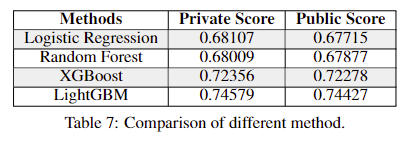 Methods Private Score Public Score
Logistic Regression 0.68107 0.67715
Random Forest 0.68009 0.67877
XGBoost 0.72356 0.72278
LightGBM 0.74579 0.74427
Table 7: Comparison of different method.